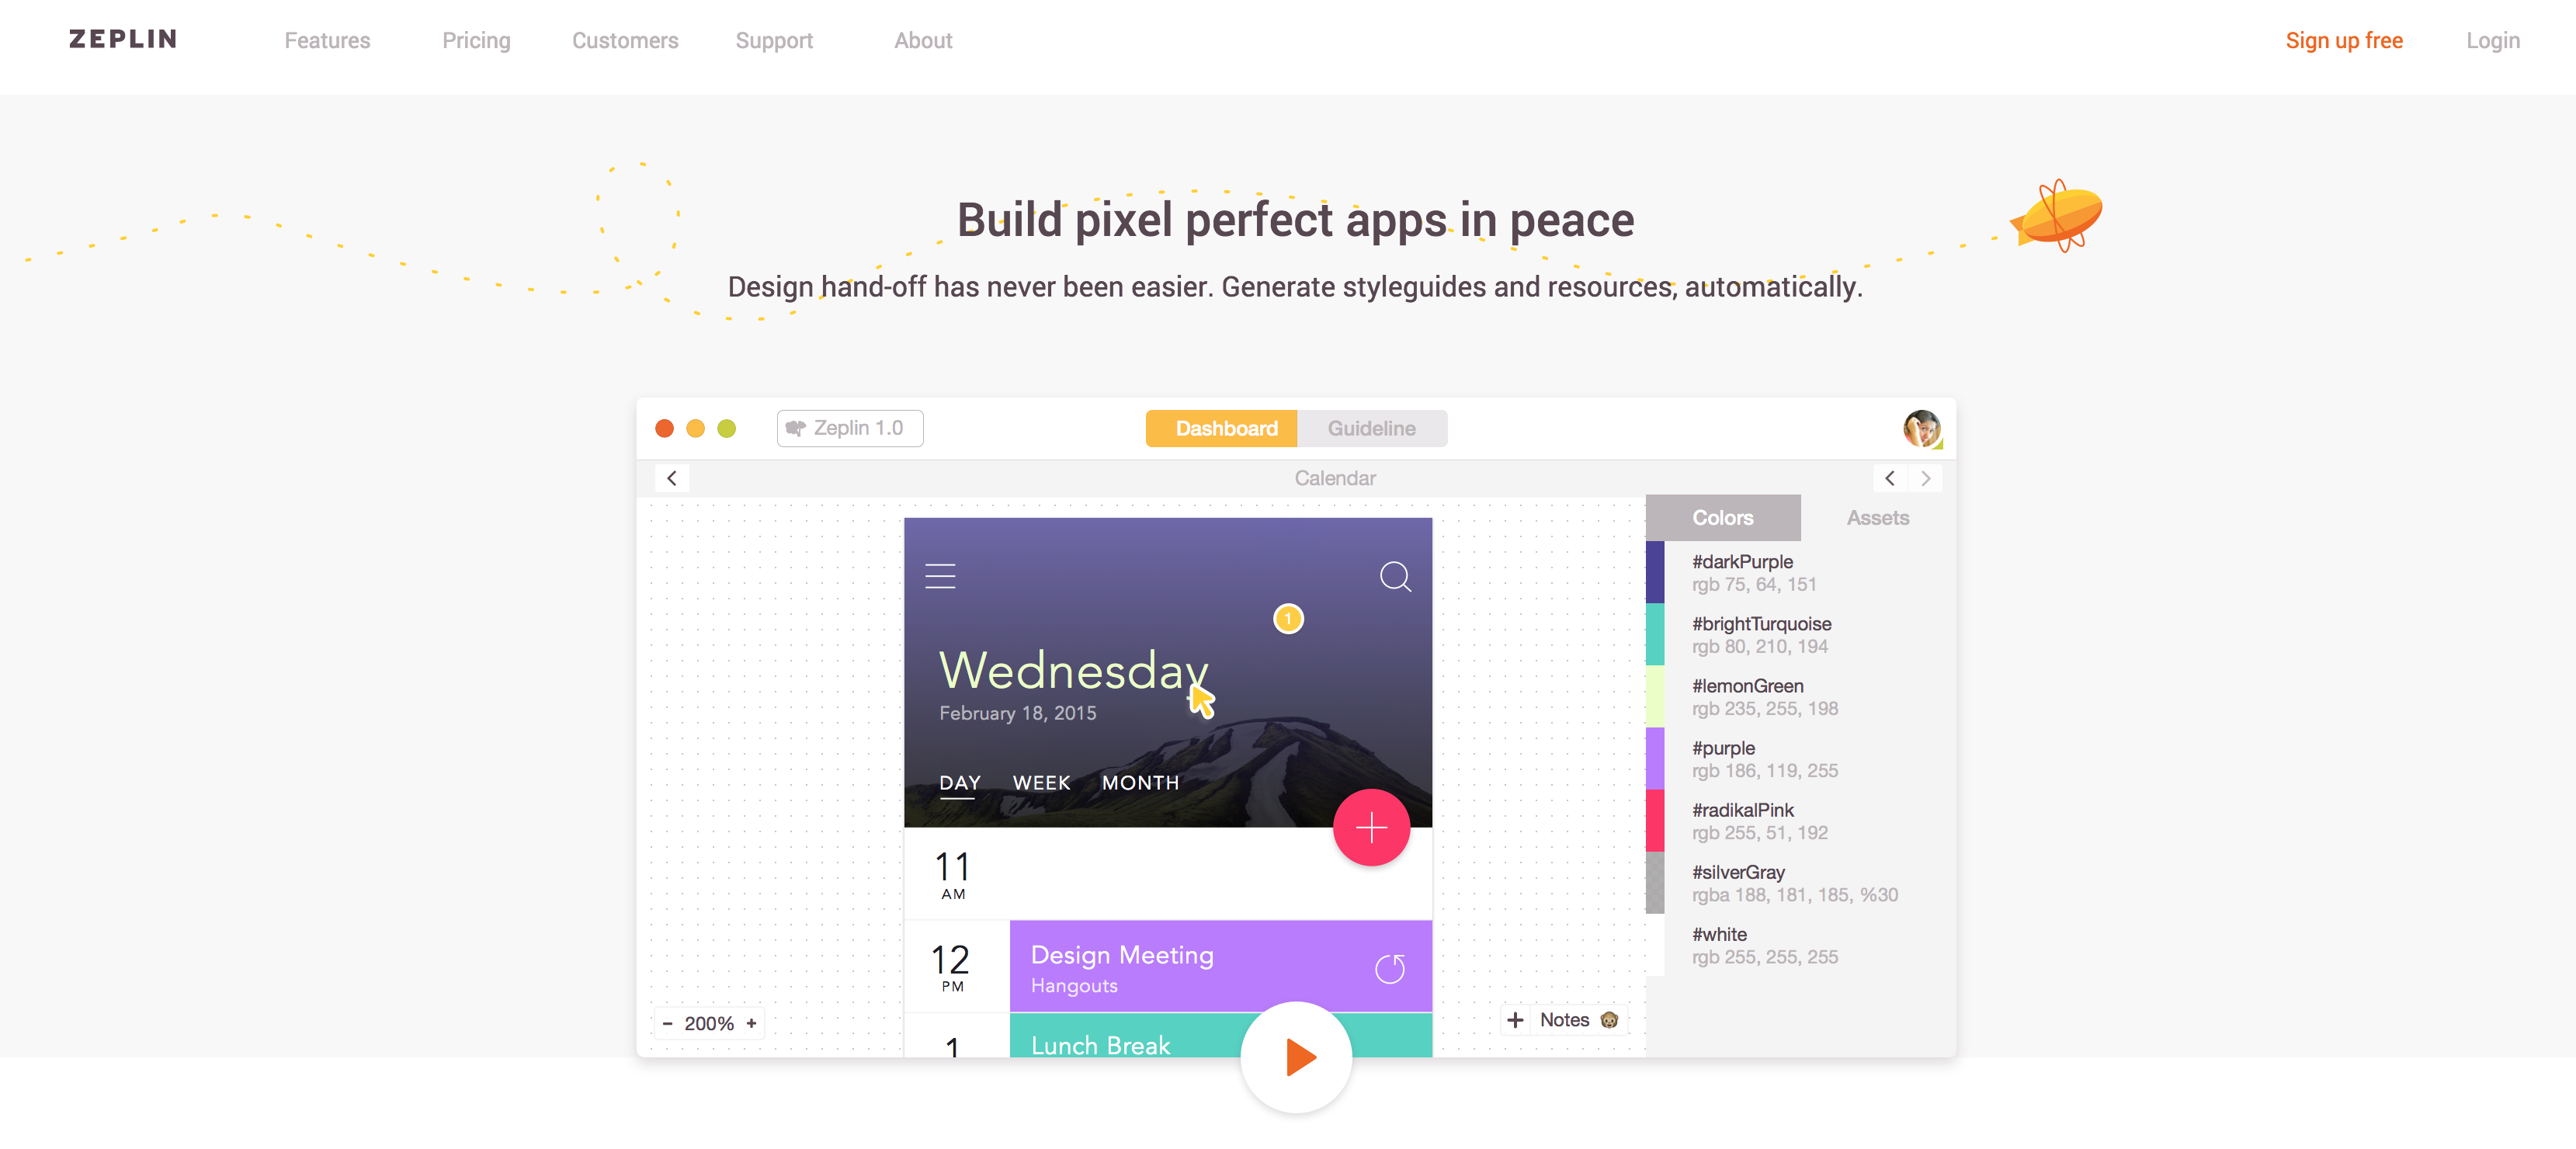 ZEPLIN Features Pricing Customers Support About Sign up free Login
Build pixel perfect apps in peace
Design hand-off has never been easier. Generate styleguides and resources, automatically.
Zeplin 1.0 Dashboard Guideline
Calendar
Colors Assets
#darkPurple
rgb 75, 64, 151
#brightTurquoise
rgb 80, 210, 194
#lemonGreen
rgb 235, 255, 198
#purple
rgb 186, 119, 255
#radikalPink
rgb 255, 51, 192
#silverGray
rgba 188, 181, 185, %30
#white
rgb 255, 255, 255
1
Wednesday
February 18, 2015
DAY WEEK MONTH
11
AM
12
PM
Design Meeting
Hangouts
1
Lunch Break
- 200% +
+ Notes